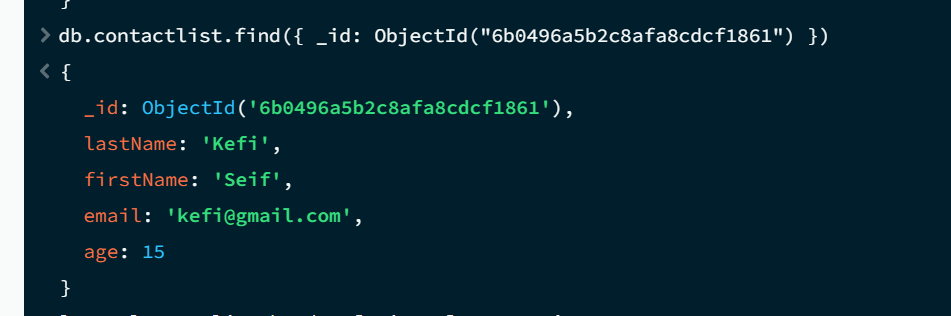 }
> db.contactlist.find({ _id: ObjectId("6b0496a5b2c8afa8cdcf1861") })
< {
_id: ObjectId('6b0496a5b2c8afa8cdcf1861'),
lastName: 'Kefi',
firstName: 'Seif',
email: 'kefi@gmail.com',
age: 15
}